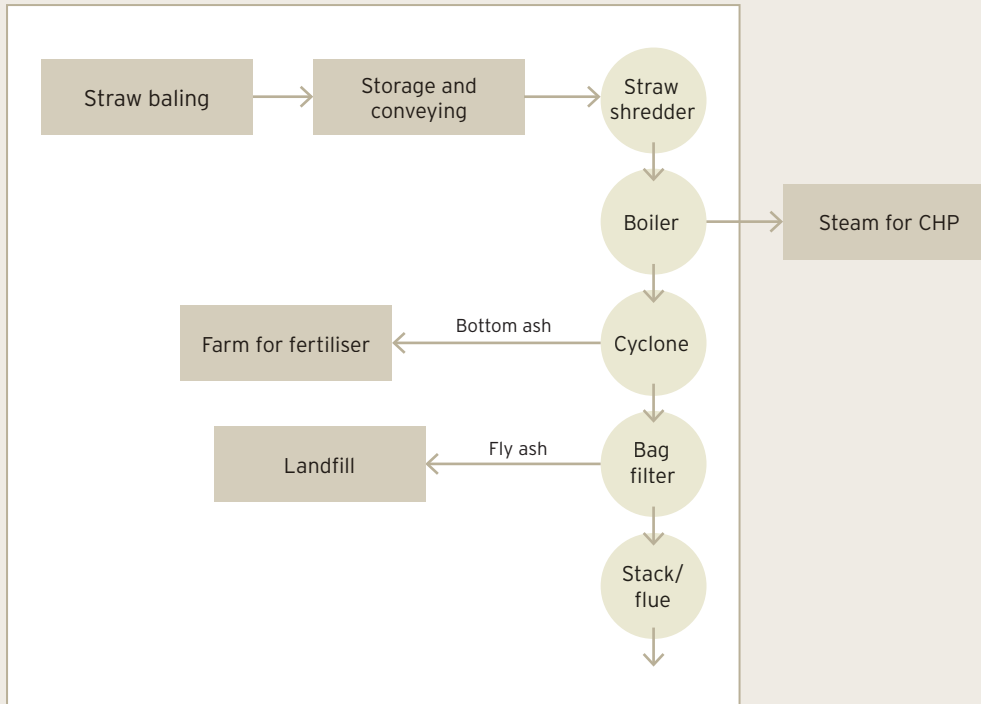 Straw baling
Storage and
conveying
Straw
shredder
Boiler
Steam for CHP
Bottom ash
Farm for fertiliser
Cyclone
Fly ash
Landfill
Bag
filter
Stack/
flue